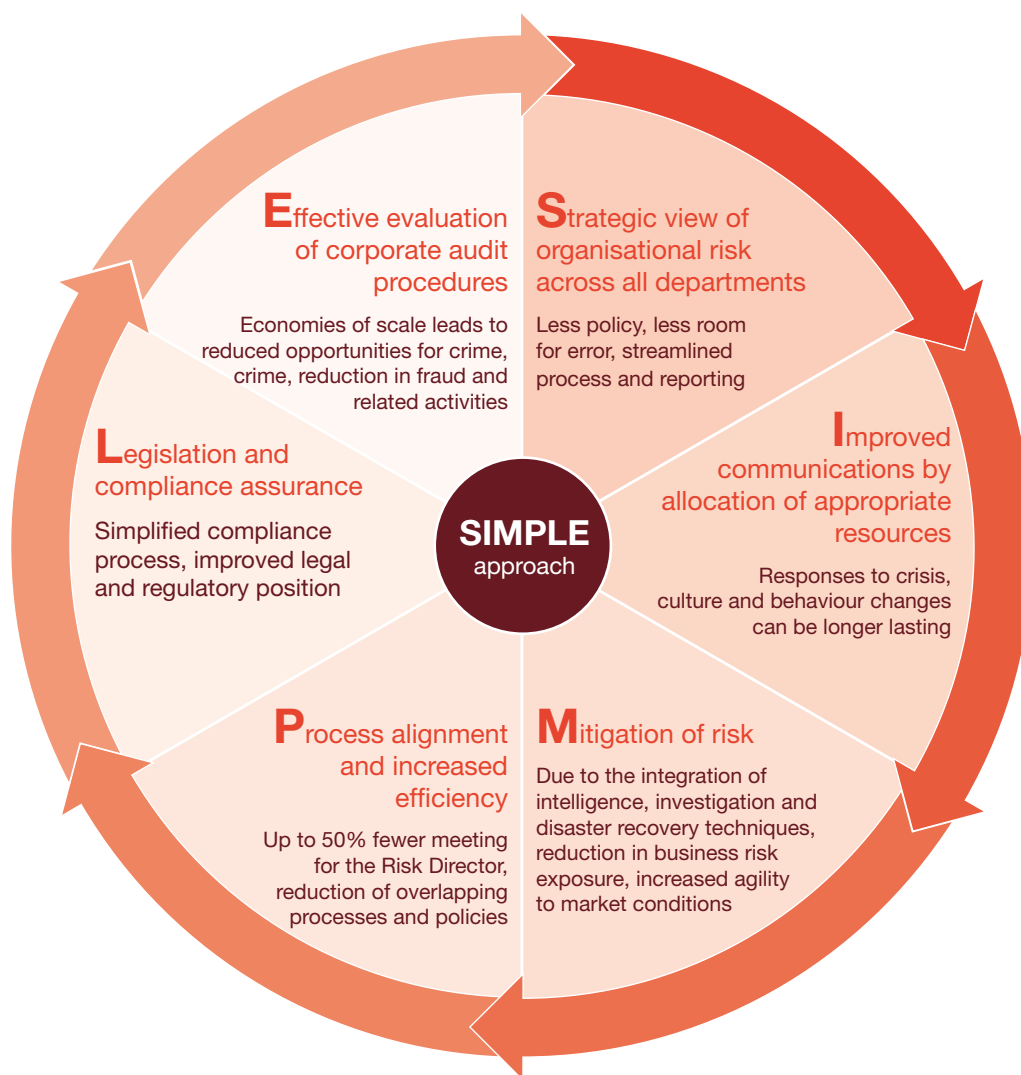 Strategic view of
organisational risk
across all departments
Less policy, less room
for error, streamlined
process and reporting
Improved
communications by
allocation of appropriate
resources
Responses to crisis,
culture and behaviour changes
can be longer lasting
Mitigation of risk
Due to the integration of
intelligence, investigation and
disaster recovery techniques,
reduction in business risk
exposure, increased agility
to market conditions
Process alignment
and increased
efficiency
Up to 50% fewer meeting
for the Risk Director,
reduction of overlapping
processes and policies
Legislation and
compliance assurance
Simplified compliance
process, improved legal
and regulatory position
Effective evaluation
of corporate audit
procedures
Economies of scale leads to
reduced opportunities for crime,
crime, reduction in fraud and
related activities
SIMPLE
approach